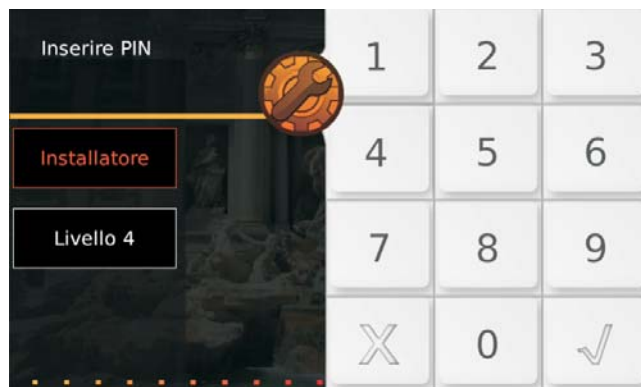 Inserire PIN
Installatore
Livello 4
1 2 3
4 5 6
7 8 9
X 0 √